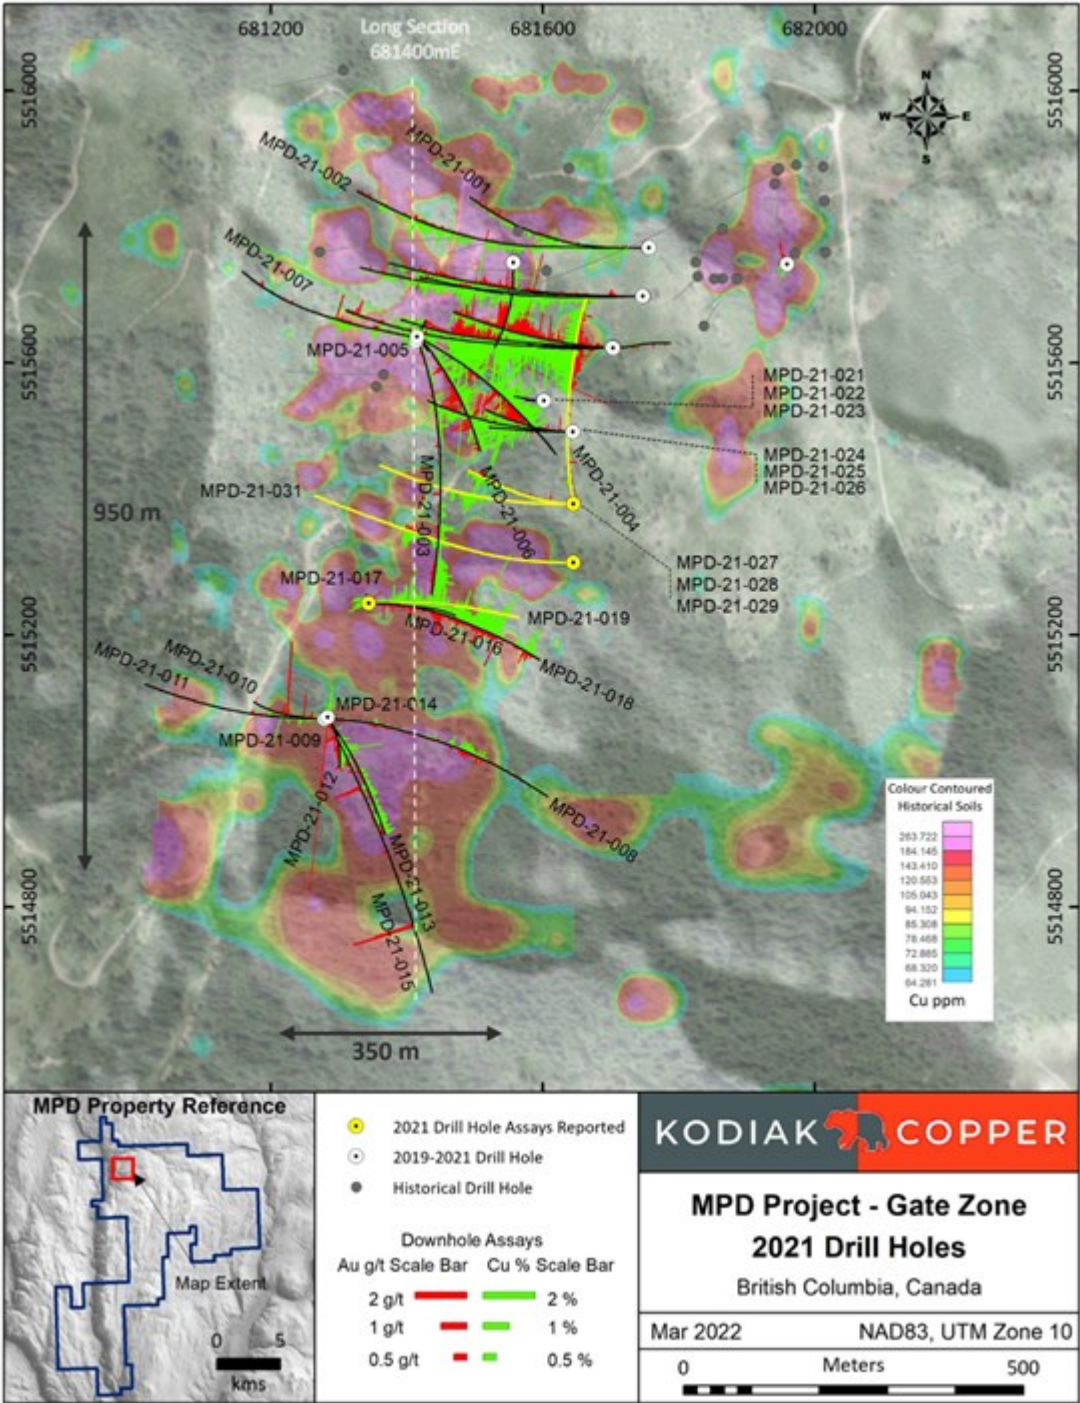 681200
681600
682000
Long Section
681400mE
5516000
5516000
N
W
E
S
MPD-21-001
MPD-21-002
MPD-21-007
MPD-21-005
5515600
5515600
MPD-21-021
MPD-21-022
MPD-21-023
MPD-21-024
MPD-21-025
MPD-21-026
MPD-21-004
MPD-21-006
MPD-21-003
MPD-21-031
950 m
MPD-21-027
MPD-21-028
MPD-21-029
MPD-21-017
MPD-21-019
MPD-21-016
MPD-21-018
5515200
5515200
MPD-21-010
MPD-21-011
MPD-21-014
MPD-21-009
MPD-21-012
MPD-21-008
MPD-21-013
MPD-21-015
5514800
5514800
350 m
Colour Contoured
Historical Soils
263.722
184.145
143.410
120.553
105.043
94.152
85.308
78.468
72.885
68.320
64.281
Cu ppm
MPD Property Reference
Map Extent
0 5
kms
2021 Drill Hole Assays Reported
2019-2021 Drill Hole
Historical Drill Hole
Downhole Assays
Au g/t Scale Bar Cu % Scale Bar
2 g/t 2 %
1 g/t 1 %
0.5 g/t 0.5 %
KODIAK COPPER
MPD Project - Gate Zone
2021 Drill Holes
British Columbia, Canada
Mar 2022 NAD83, UTM Zone 10
0 Meters 500